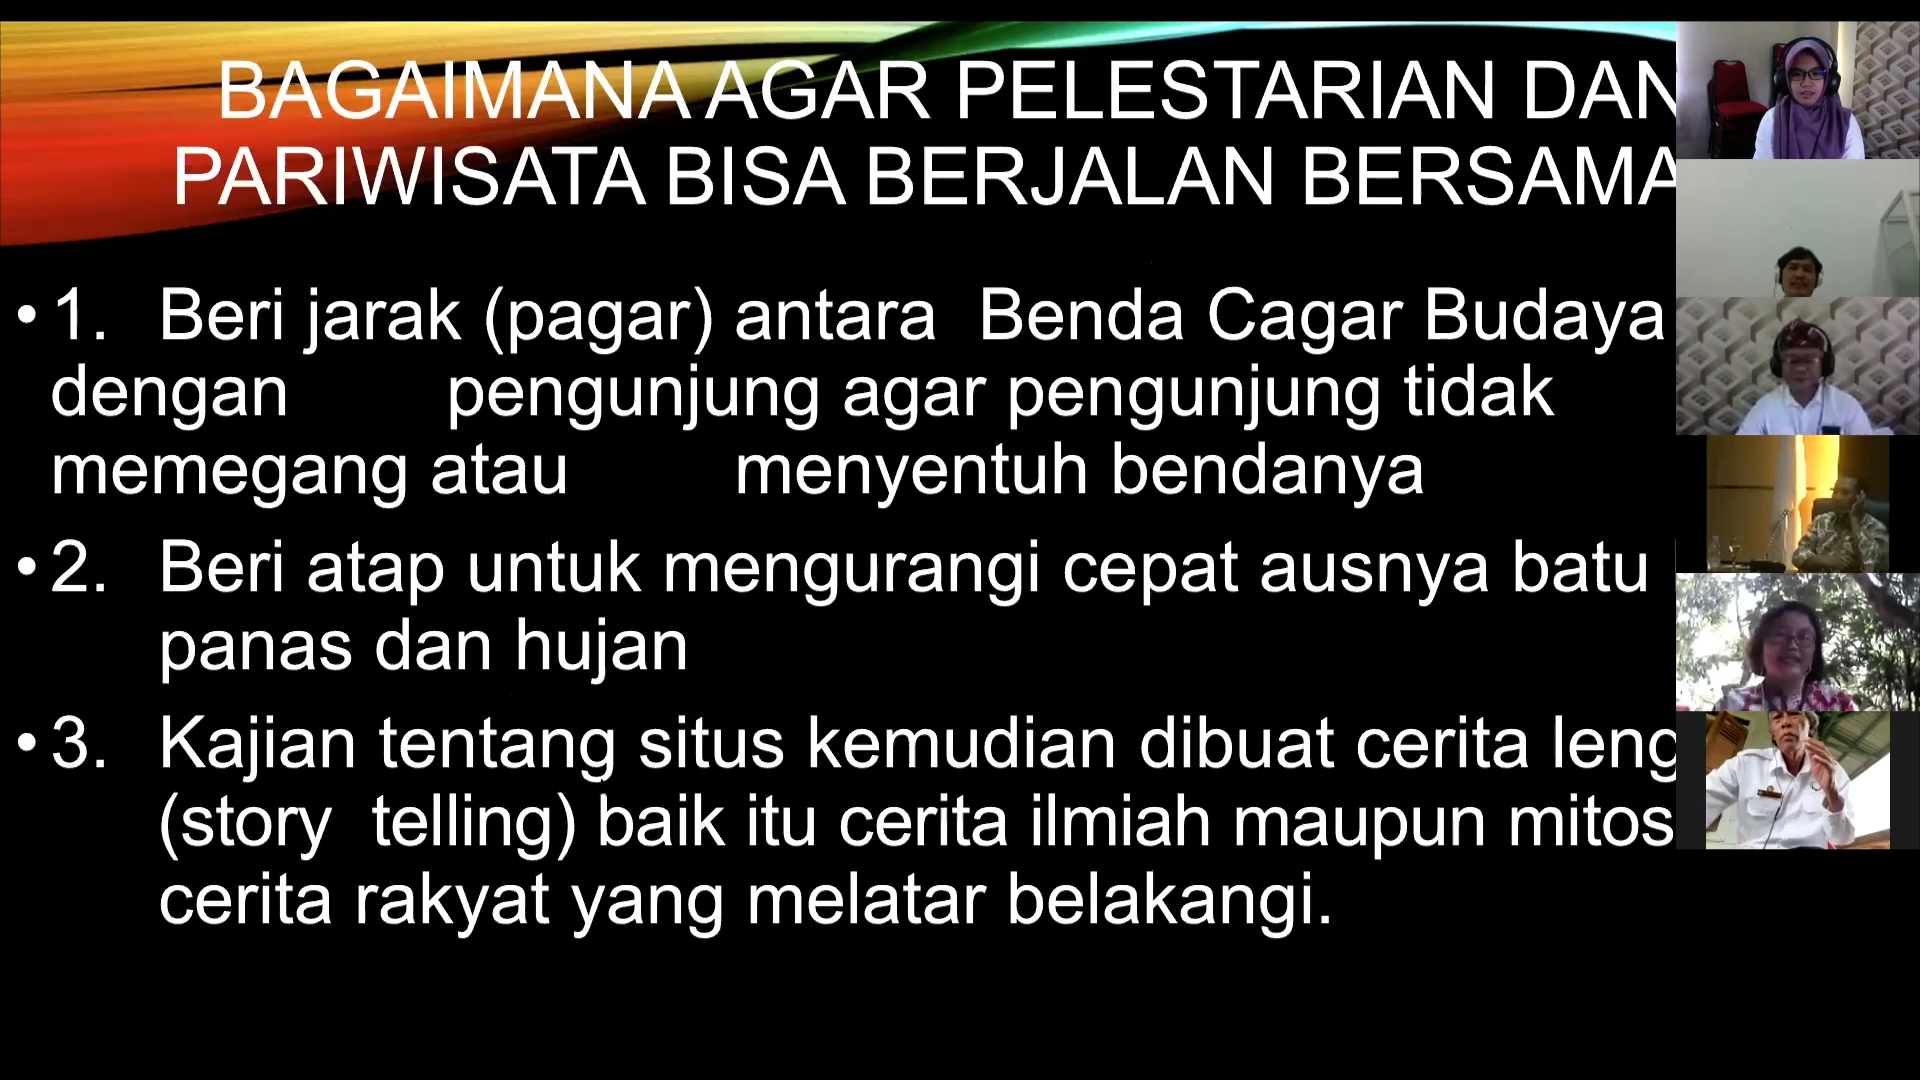 BAGAIMANA AGAR PELESTARIAN DAN
PARIWISATA BISA BERJALAN BERSAMA
• 1. Beri jarak (pagar) antara Benda Cagar Budaya
dengan pengunjung agar pengunjung tidak
memegang atau menyentuh bendanya
• 2. Beri atap untuk mengurangi cepat ausnya batu
panas dan hujan
• 3. Kajian tentang situs kemudian dibuat cerita leng
(story telling) baik itu cerita ilmiah maupun mitos
cerita rakyat yang melatar belakangi.